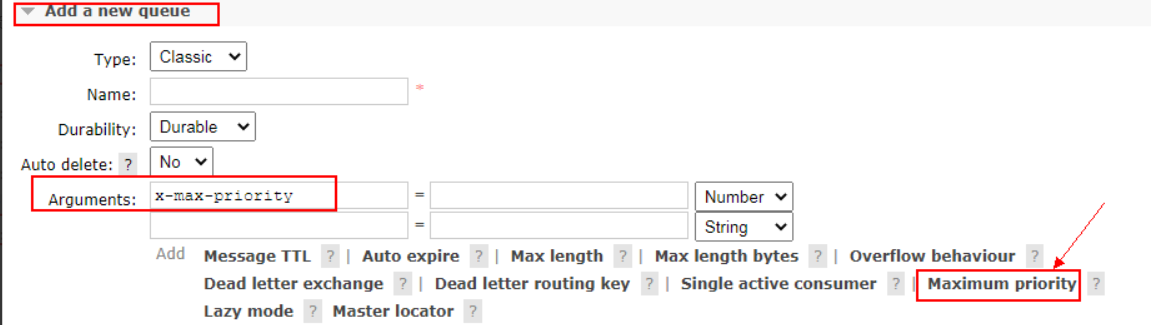 Add a new queue
Type: Classic
Name: *
Durability: Durable
Auto delete: ? No
Arguments: x-max-priority = Number
= String
Add Message TTL ? | Auto expire ? | Max length ? | Max length bytes ? | Overflow behaviour ?
Dead letter exchange ? | Dead letter routing key ? | Single active consumer ? | Maximum priority ?
Lazy mode ? Master locator ?